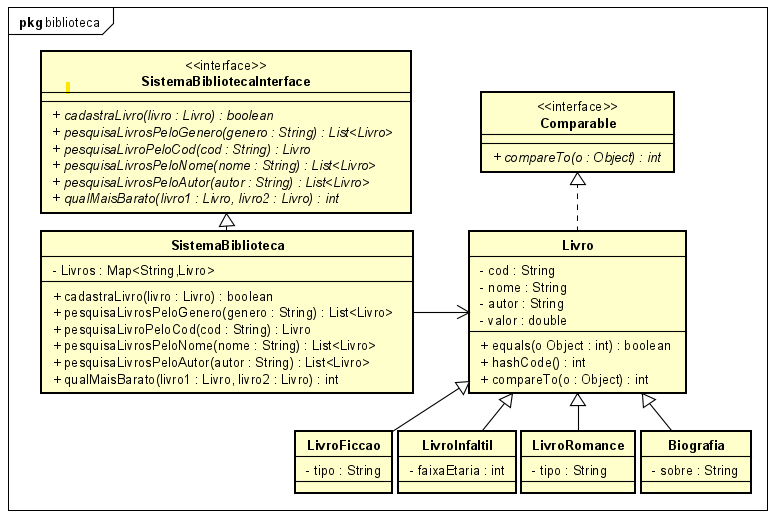 pkg biblioteca
<<interface>>
SistemaBibliotecaInterface
+ cadastraLivro(livro : Livro) : boolean
+ pesquisaLivrosPeloGenero(genero : String) : List<Livro>
+ pesquisaLivroPeloCod(cod : String) : Livro
+ pesquisaLivrosPeloNome(nome : String) : List<Livro>
+ pesquisaLivrosPeloAutor(autor : String) : List<Livro>
+ qualMaisBarato(livro1 : Livro, livro2 : Livro) : int
<<interface>>
Comparable
+ compareTo(o : Object) : int
SistemaBiblioteca
- Livros : Map<String,Livro>
+ cadastraLivro(livro : Livro) : boolean
+ pesquisaLivrosPeloGenero(genero : String) : List<Livro>
+ pesquisaLivroPeloCod(cod : String) : Livro
+ pesquisaLivrosPeloNome(nome : String) : List<Livro>
+ pesquisaLivrosPeloAutor(autor : String) : List<Livro>
+ qualMaisBarato(livro1 : Livro, livro2 : Livro) : int
Livro
- cod : String
- nome : String
- autor : String
- valor : double
+ equals(o Object : int) : boolean
+ hashCode() : int
+ compareTo(o : Object) : int
LivroFiccao
- tipo : String
LivroInfaltil
- faixaEtaria : int
LivroRomance
- tipo : String
Biografia
- sobre : String